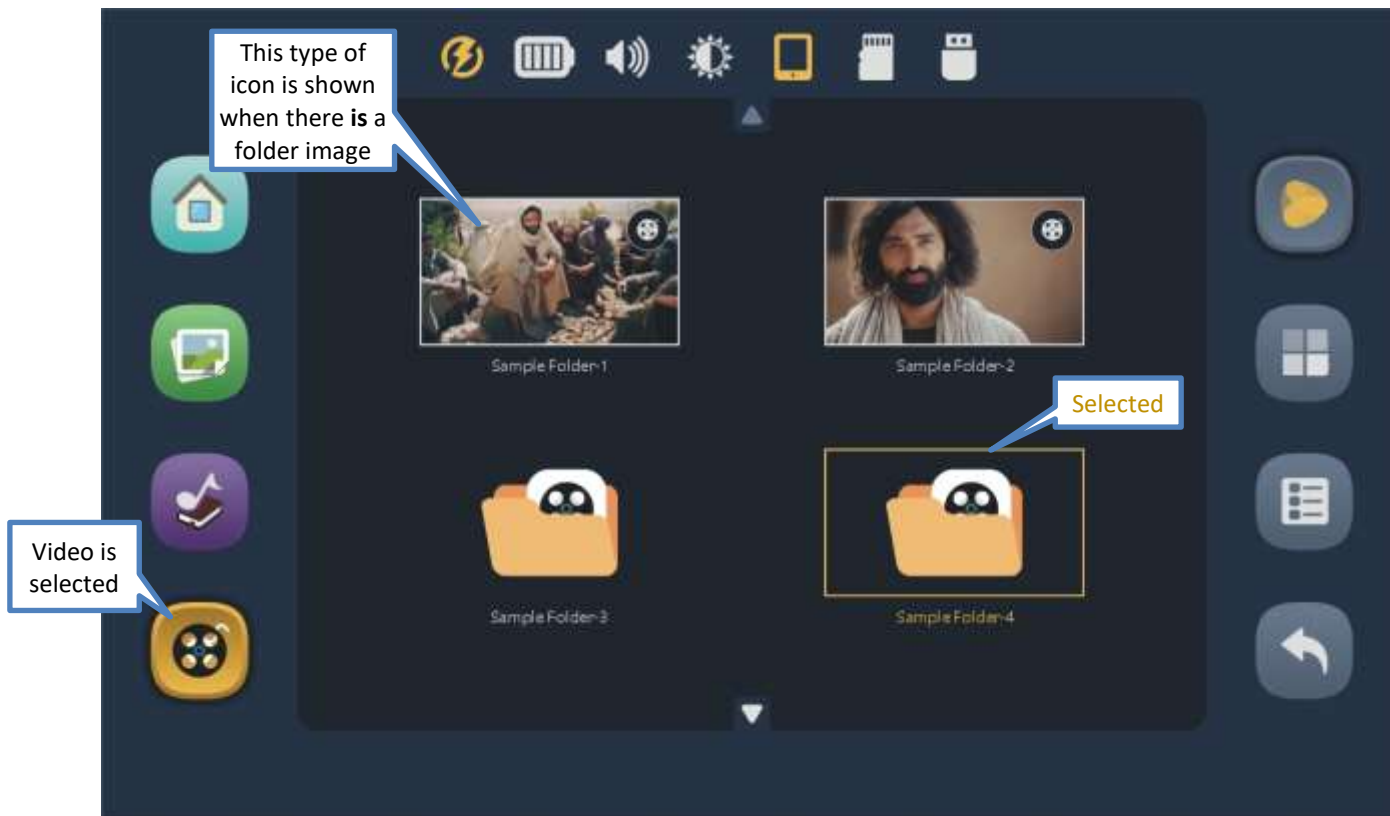 This type of
icon is shown
when there is a
folder image
Sample Folder-1
Sample Folder-2
Selected
Video is
selected
Sample Folder-3
Sample Folder-4